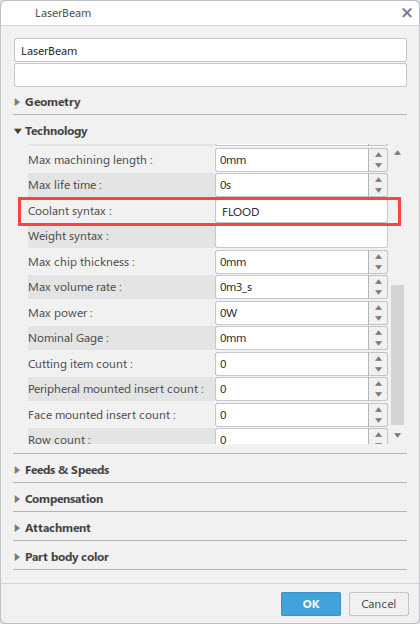 LaserBeam
LaserBeam
Geometry
Technology
Max machining length : 0mm
Max life time : 0s
Coolant syntax : FLOOD
Weight syntax :
Max chip thickness : 0mm
Max volume rate : 0m3_s
Max power : 0W
Nominal Gage : 0mm
Cutting item count : 0
Peripheral mounted insert count : 0
Face mounted insert count : 0
Row count : 0
Feeds & Speeds
Compensation
Attachment
Part body color
OK Cancel